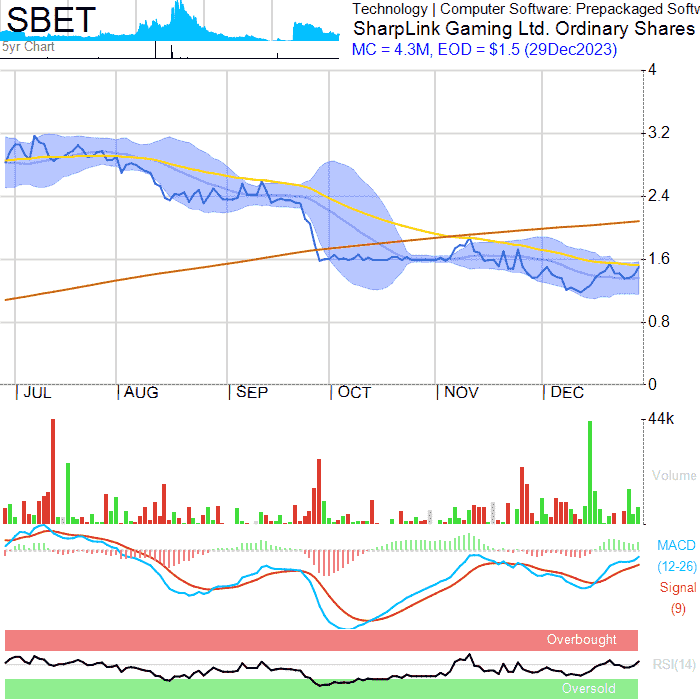 SBET
5yr Chart
Technology | Computer Software: Prepackaged Softw
SharpLink Gaming Ltd. Ordinary Shares
MC = 4.3M, EOD = $1.5 (29Dec2023)
4
3.2
2.4
1.6
0.8
0
JUL AUG SEP OCT NOV DEC
44k
Volume
MACD
(12-26)
Signal
(9)
Overbought
RSI(14)
Oversold